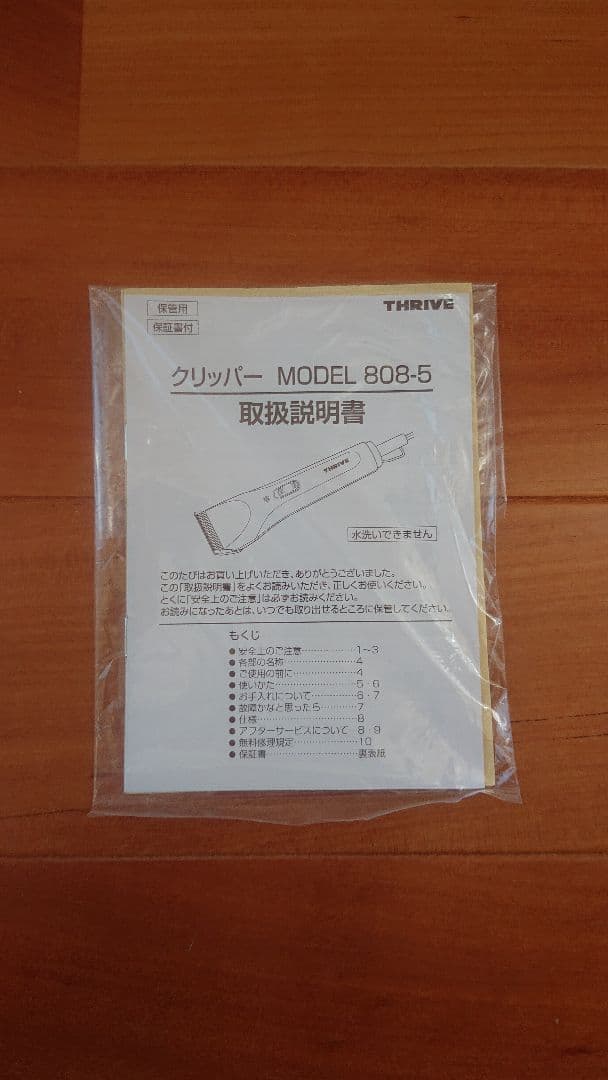 保管用
保証書付
THRIVE
クリッパー MODEL 808-5
取扱説明書
THRIVE
水洗いできません
このたびはお買い上げいただき、ありがとうございました。
この「取扱説明書」をよくお読みいただき、正しくお使いください。
とくに「安全上のご注意」は必ずお読みください。
お読みになったあとは、いつでも取り出せるところに保管してください。
もくじ
●安全上のご注意……………1〜3
●各部の名称…………………4
●ご使用の前に………………4
●使いかた……………………5・6
●お手入れについて…………6・7
●故障かなと思ったら………7
●仕様…………………………8
●アフターサービスについて…8・9
●無料修理規定………………10
●保証書………………………裏表紙